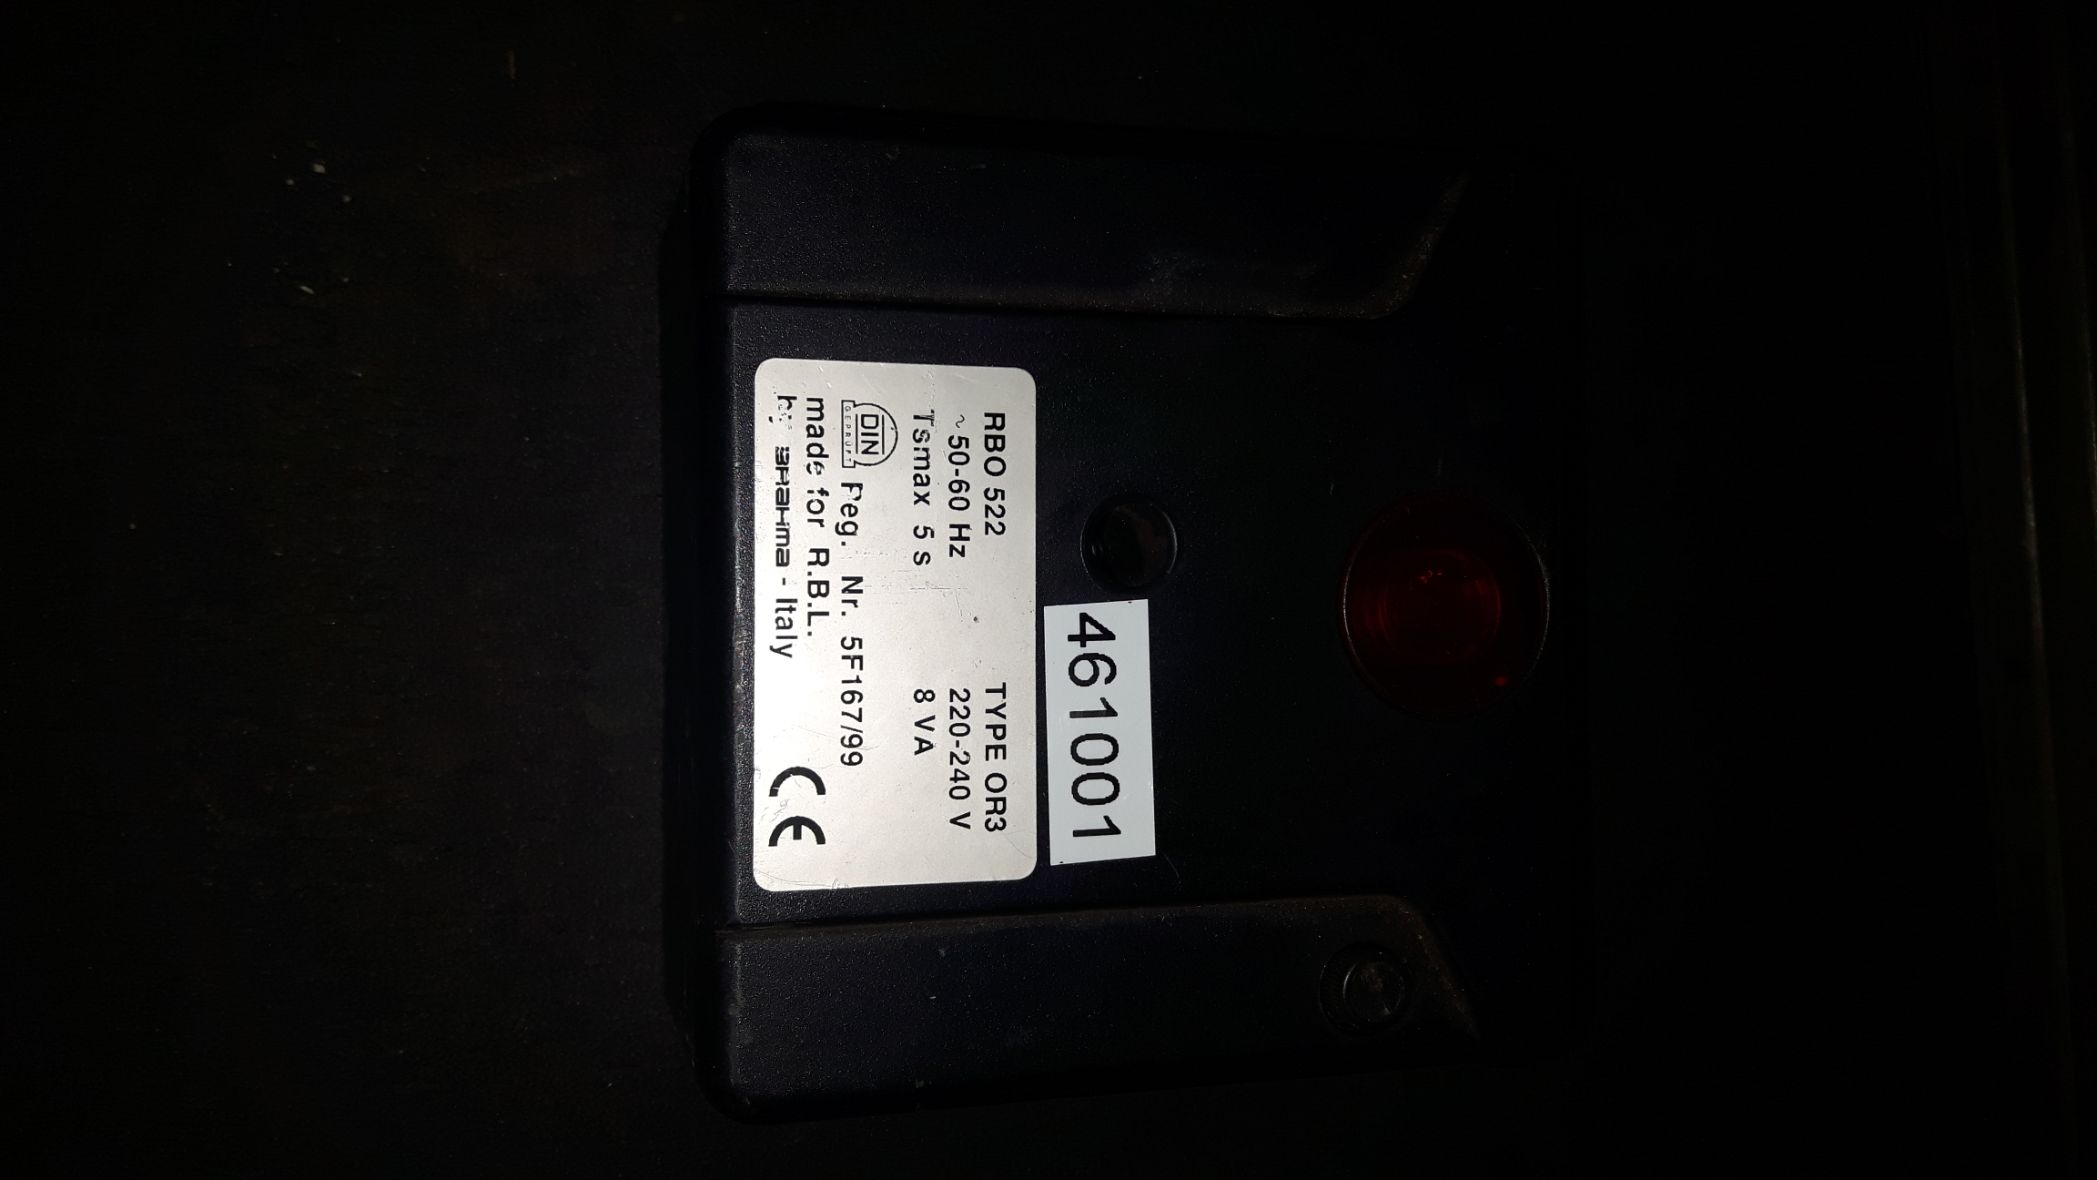 461001
RBO 522 TYPE OR3
~ 50-60 Hz 220-240 V
Tsmax 5 s 8 VA
DIN GEPRÜFT Reg. Nr. 5F167/99
made for R.B.L.
by Brahma - Italy CE